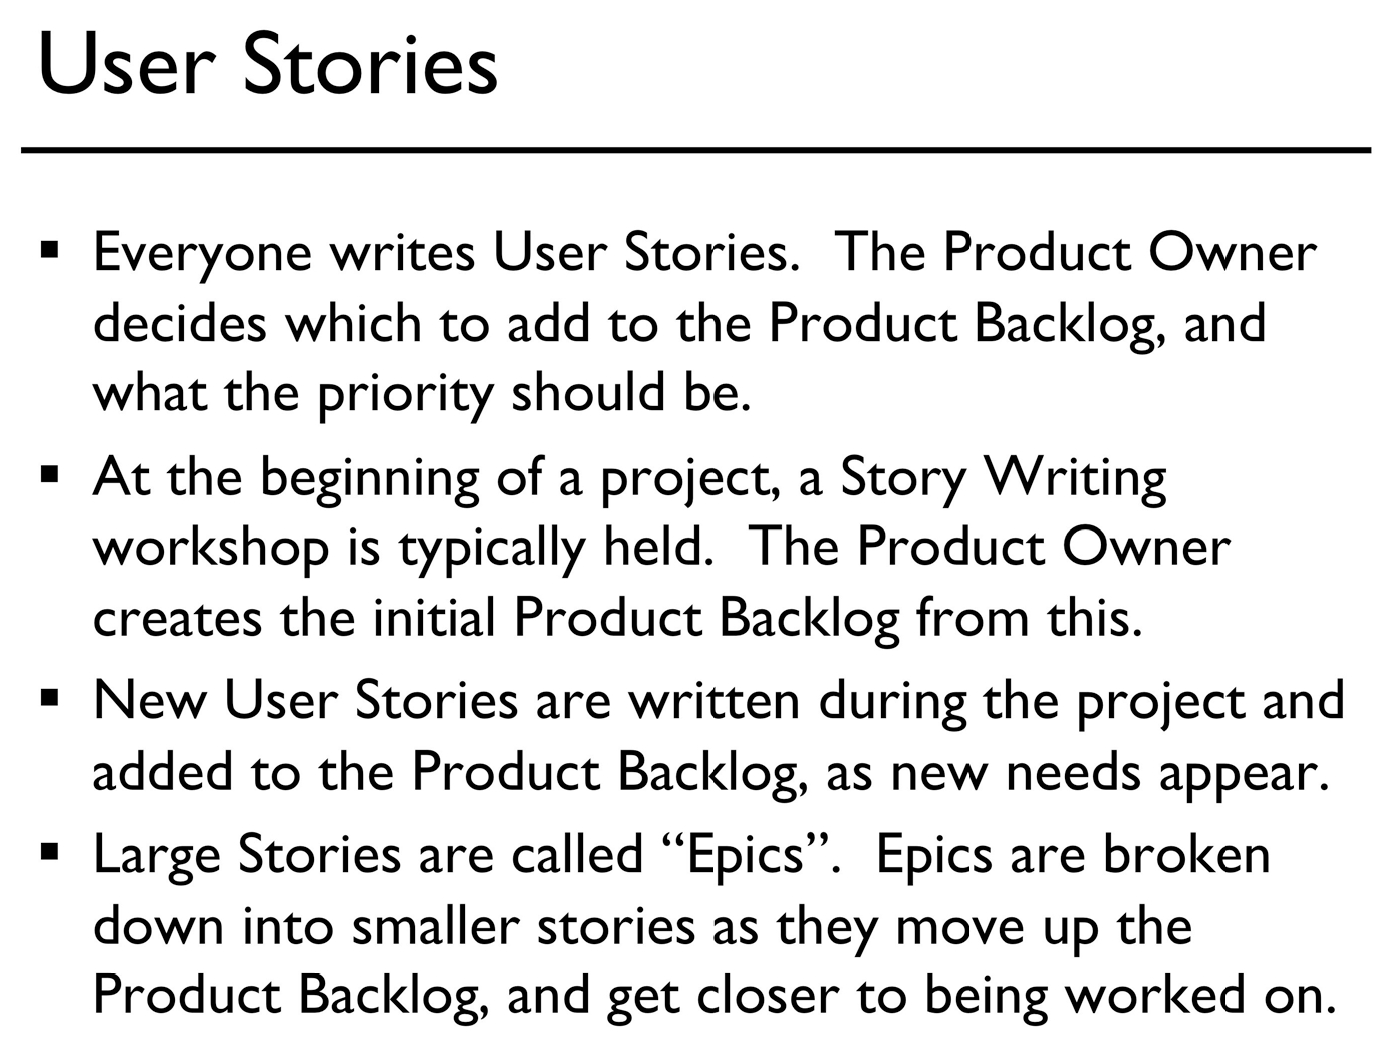 User Stories
▪ Everyone writes User Stories.  The Product Owner
decides which to add to the Product Backlog, and
what the priority should be.
▪ At the beginning of a project, a Story Writing
workshop is typically held.  The Product Owner
creates the initial Product Backlog from this.
▪ New User Stories are written during the project and
added to the Product Backlog, as new needs appear.
▪ Large Stories are called “Epics”.  Epics are broken
down into smaller stories as they move up the
Product Backlog, and get closer to being worked on.